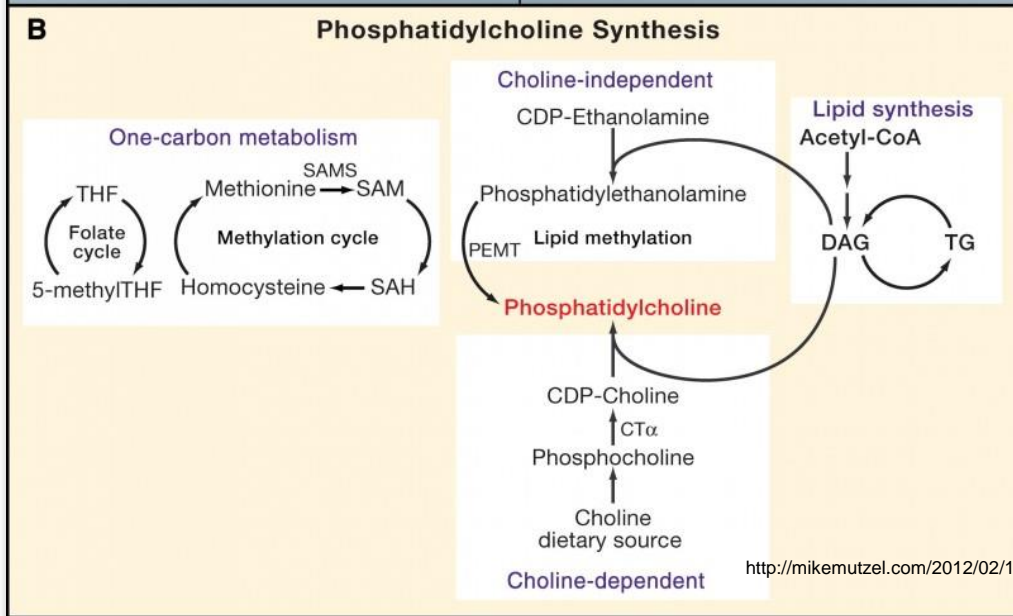 B
Phosphatidylcholine Synthesis
One-carbon metabolism
THF
Folate
cycle
5-methylTHF
SAMS
Methionine SAM
Methylation cycle
Homocysteine SAH
Choline-independent
CDP-Ethanolamine
Phosphatidylethanolamine
PEMT
Lipid methylation
Phosphatidylcholine
CDP-Choline
CTα
Phosphocholine
Choline
dietary source
Choline-dependent
Lipid synthesis
Acetyl-CoA
DAG TG
http://mikemutzel.com/2012/02/1